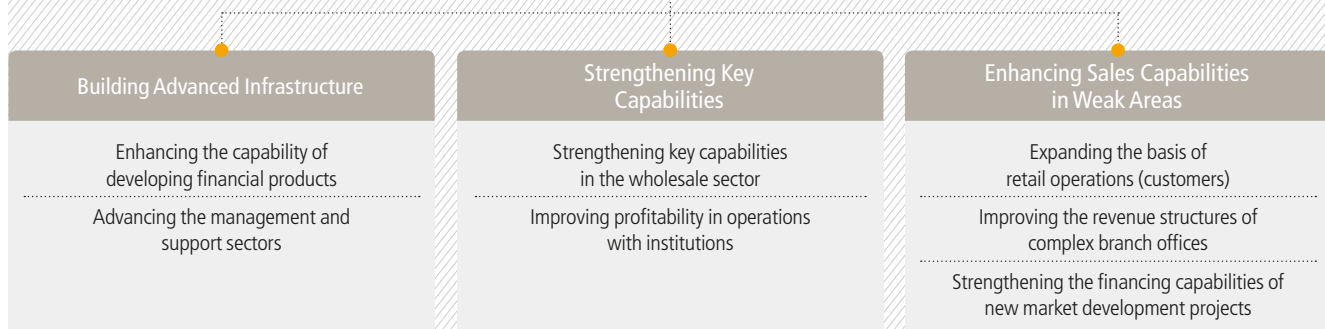 Building Advanced Infrastructure
Enhancing the capability of
developing financial products
Advancing the management and
support sectors
Strengthening Key
Capabilities
Strengthening key capabilities
in the wholesale sector
Improving profitability in operations
with institutions
Enhancing Sales Capabilities
in Weak Areas
Expanding the basis of
retail operations (customers)
Improving the revenue structures of
complex branch offices
Strengthening the financing capabilities of
new market development projects